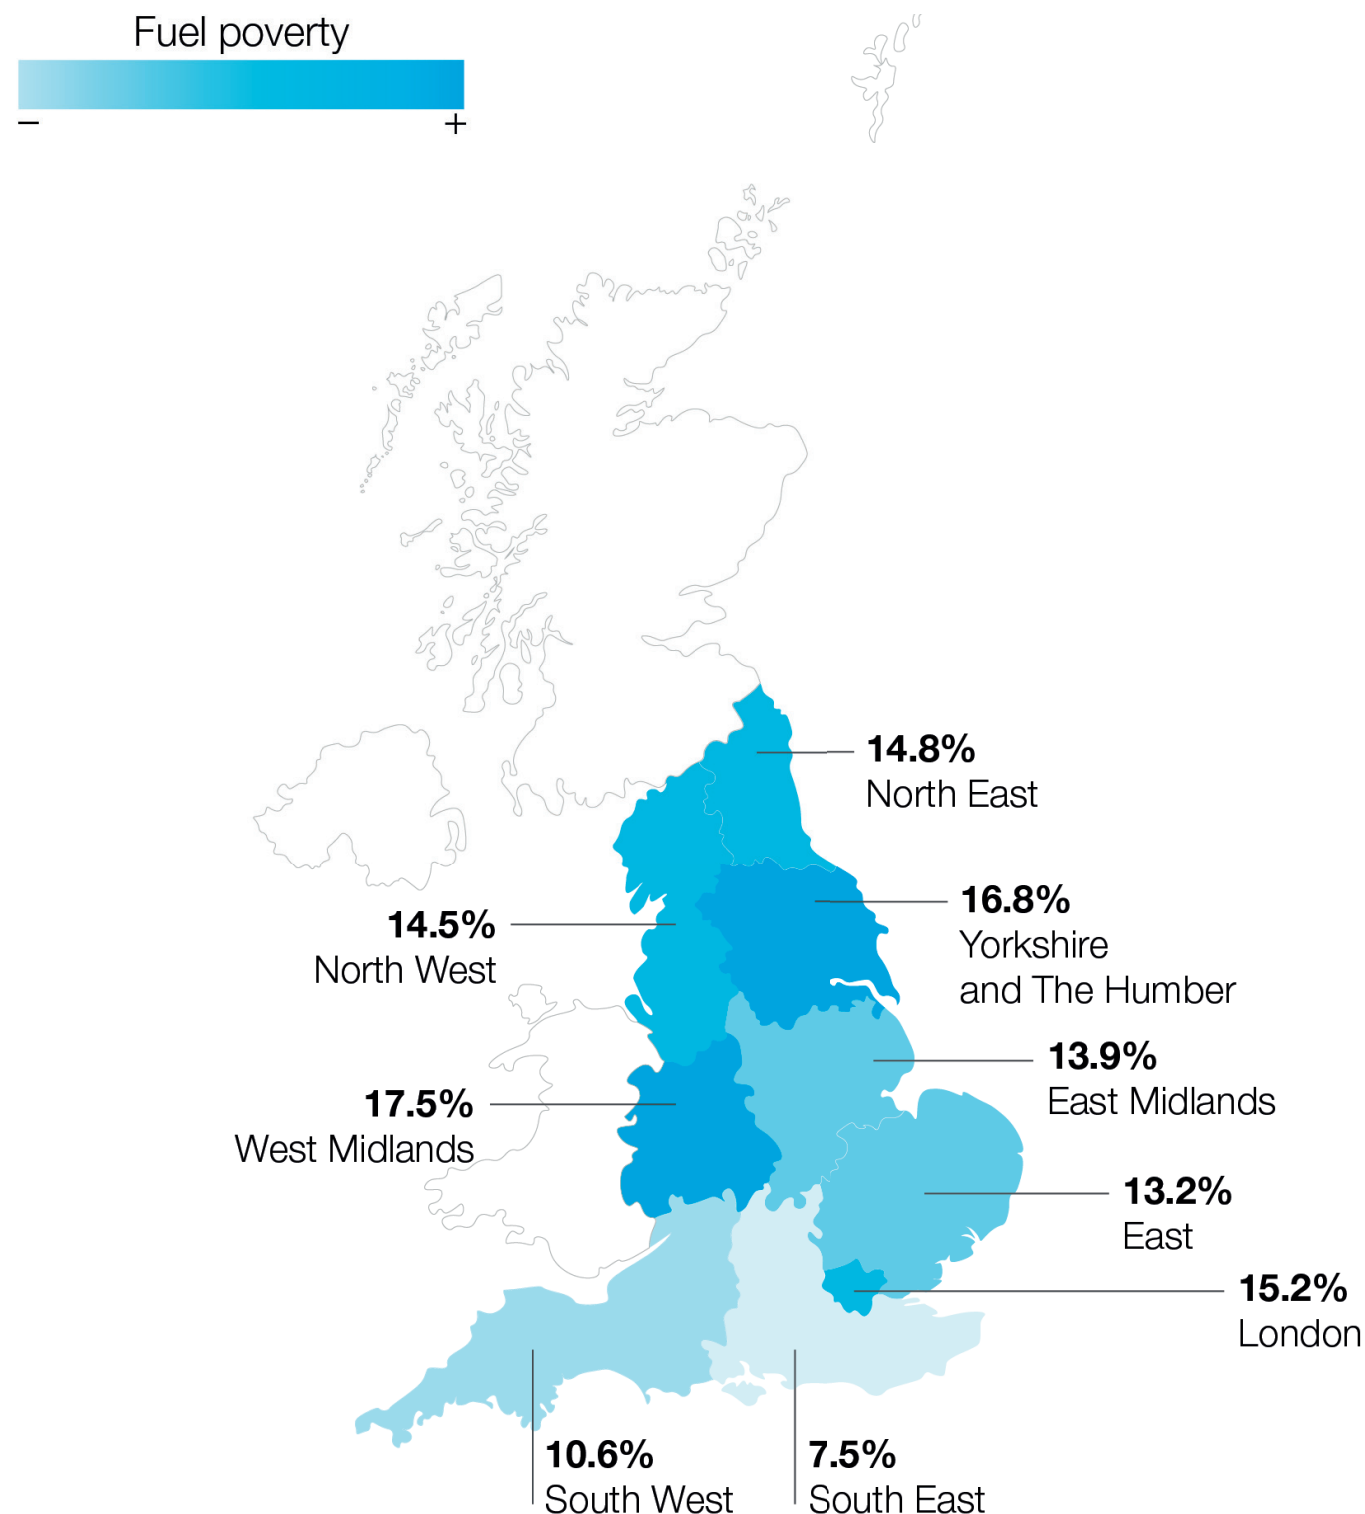 Fuel poverty
– +
14.8%
North East
16.8%
Yorkshire
and The Humber
14.5%
North West
13.9%
East Midlands
17.5%
West Midlands
13.2%
East
15.2%
London
10.6%
South West
7.5%
South East